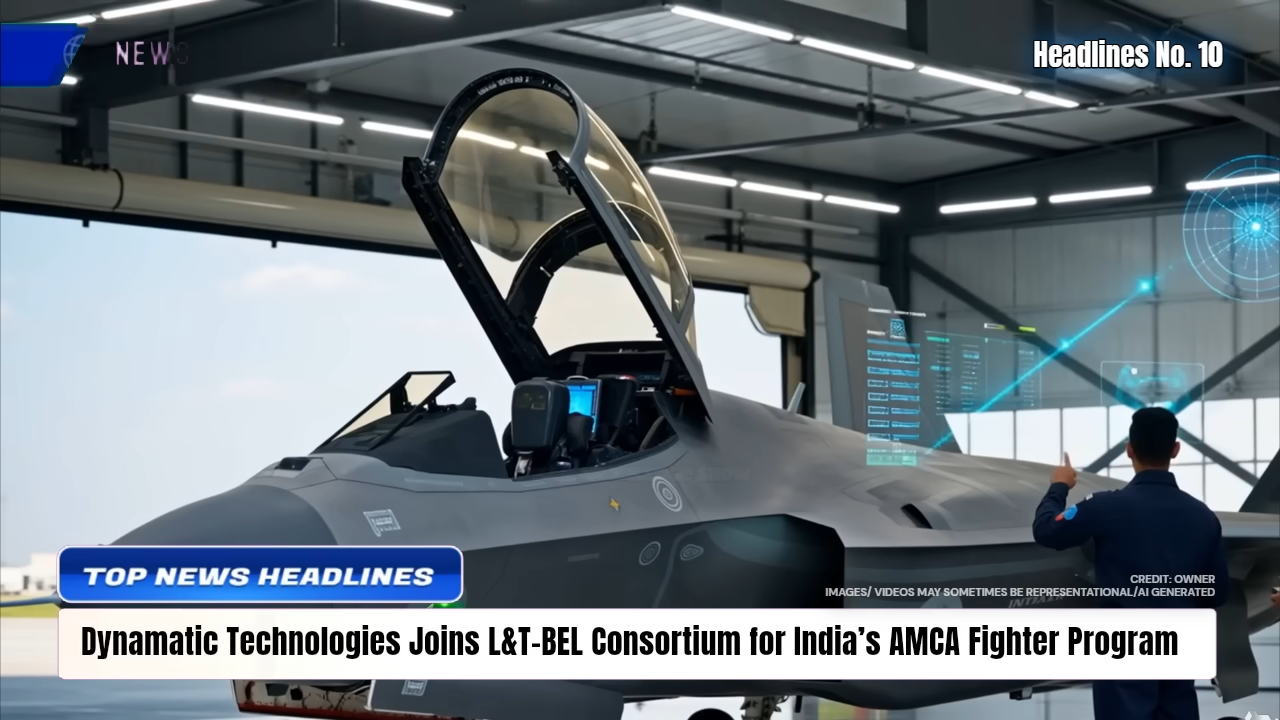 NEWS
Headlines No. 10
TOP NEWS HEADLINES
CREDIT: OWNER
IMAGES/ VIDEOS MAY SOMETIMES BE REPRESENTATIONAL/AI GENERATED
Dynamatic Technologies Joins L&T-BEL Consortium for India’s AMCA Fighter Program